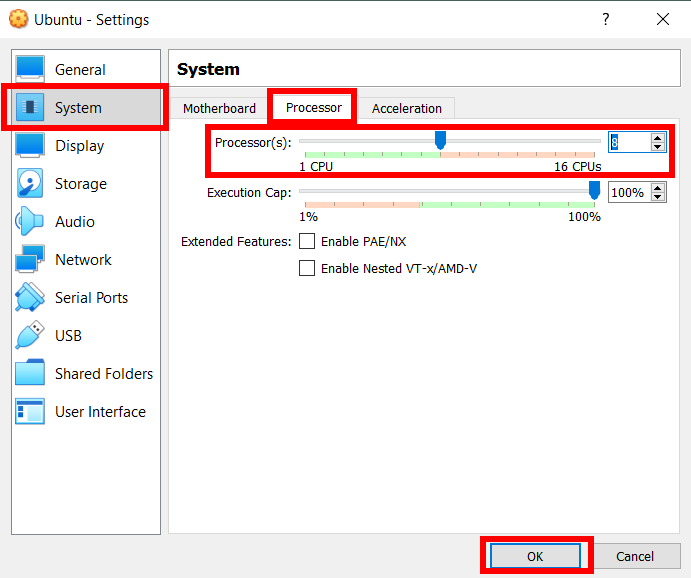 Ubuntu - Settings ?
General
System
Display
Storage
Audio
Network
Serial Ports
USB
Shared Folders
User Interface
System
Motherboard Processor Acceleration
Processor(s): 8
1 CPU 16 CPUs
Execution Cap: 100%
1% 100%
Extended Features: Enable PAE/NX
Enable Nested VT-x/AMD-V
OK Cancel